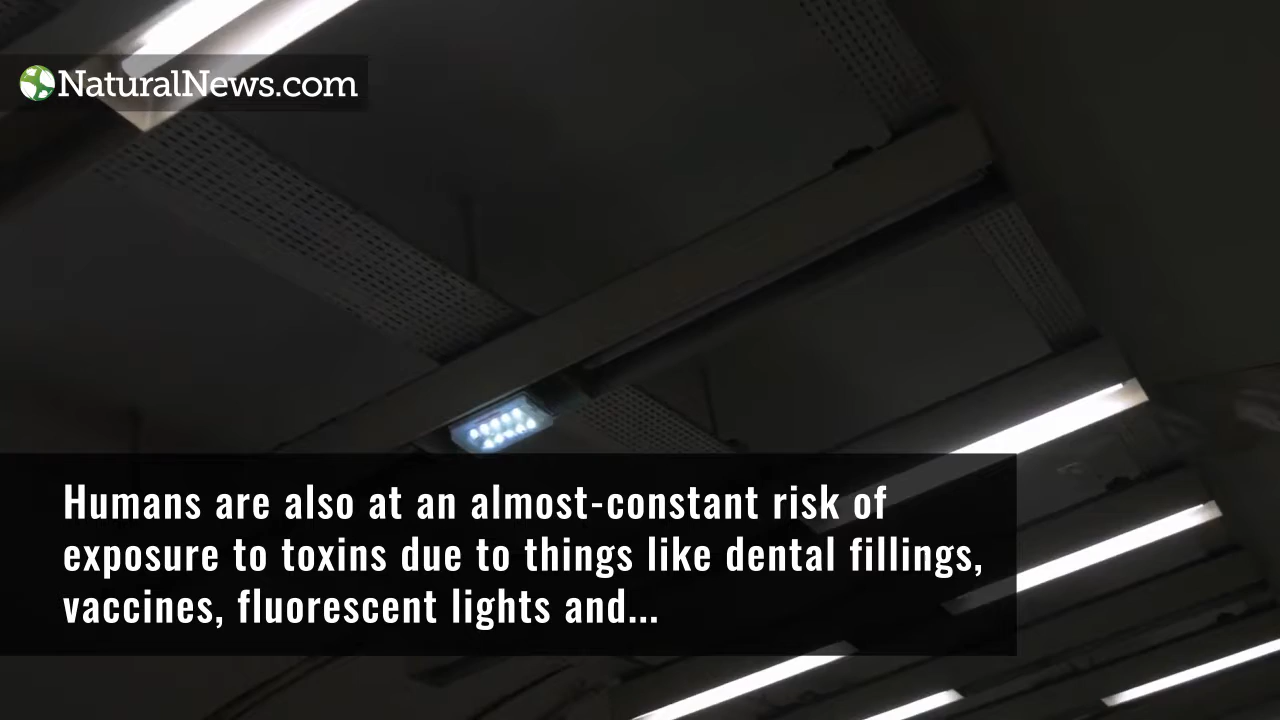 NaturalNews.com
Humans are also at an almost-constant risk of
exposure to toxins due to things like dental fillings,
vaccines, fluorescent lights and...